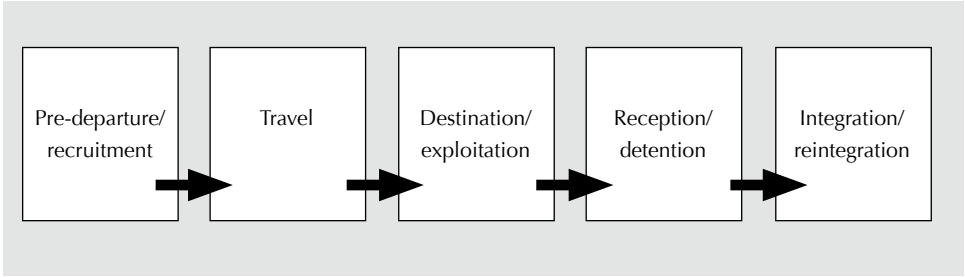 Pre-departure/
recruitment
Travel
Destination/
exploitation
Reception/
detention
Integration/
reintegration